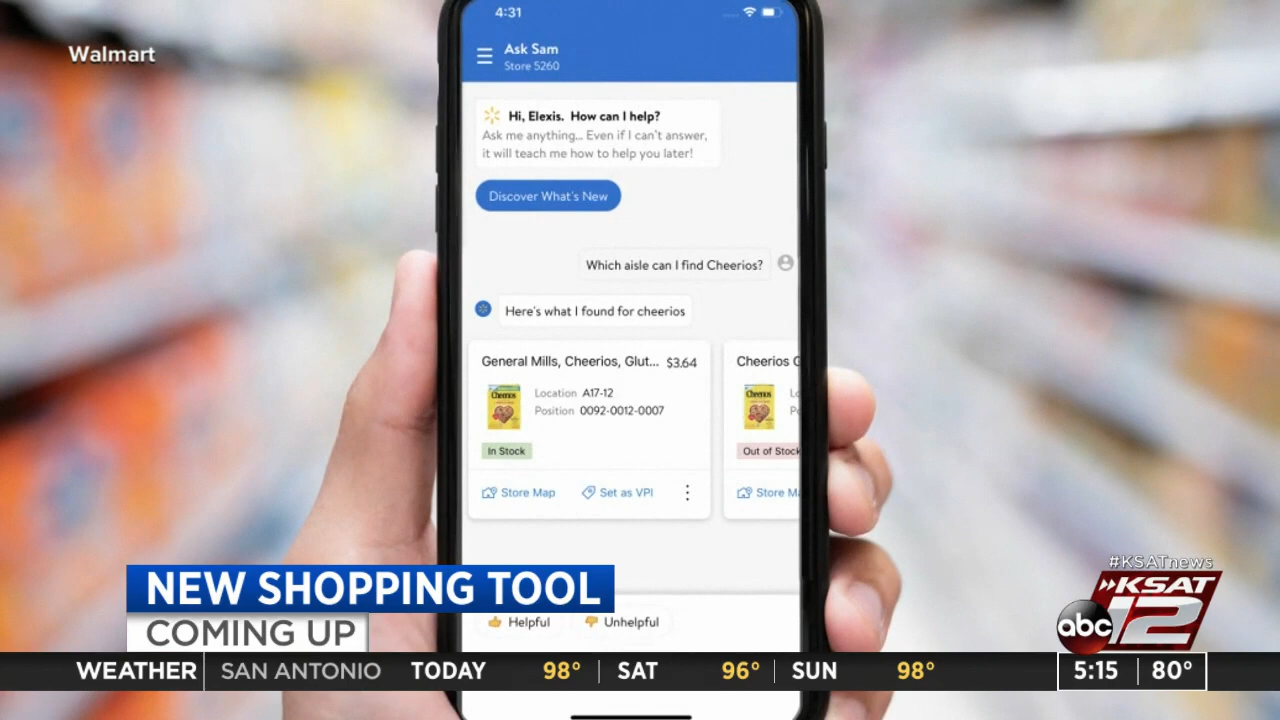 Walmart
4:31
Ask Sam
Store 5260
Hi, Elexis. How can I help?
Ask me anything... Even if I can't answer,
it will teach me how to help you later!
Discover What's New
Which aisle can I find Cheerios?
Here's what I found for cheerios
General Mills, Cheerios, Glut... $3.64
Cheerios
Location A17-12
Position 0092-0012-0007
In Stock
Store Map
Set as VPI
Cheerios
Cheerios
Out of Stock
Store
Helpful
Unhelpful
NEW SHOPPING TOOL
COMING UP
#KSATnews
KSAT
abc 12
WEATHER SAN ANTONIO TODAY 98° SAT 96° SUN 98° 5:15 80°